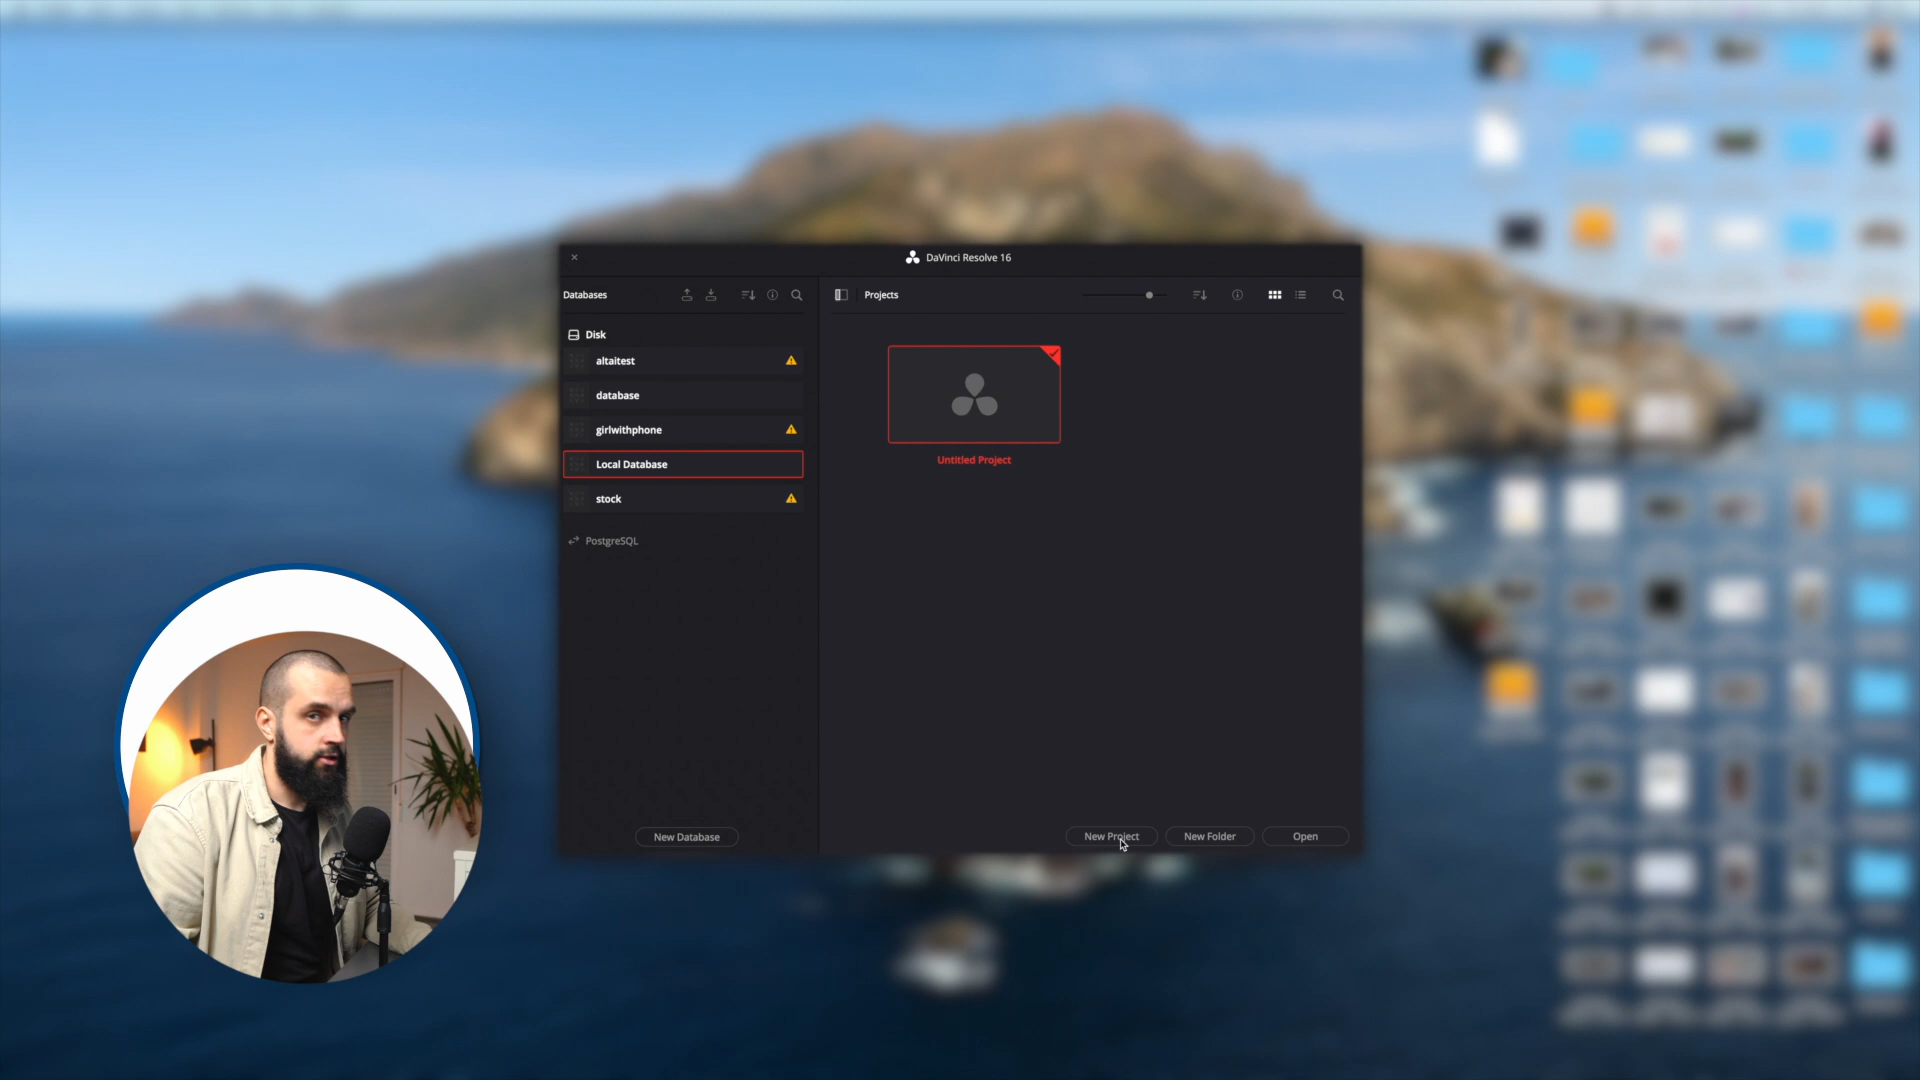 DaVinci Resolve 16
Databases
Projects
Disk
altaitest
database
girlwithphone
Local Database
stock
PostgreSQL
Untitled Project
New Database
New Project
New Folder
Open